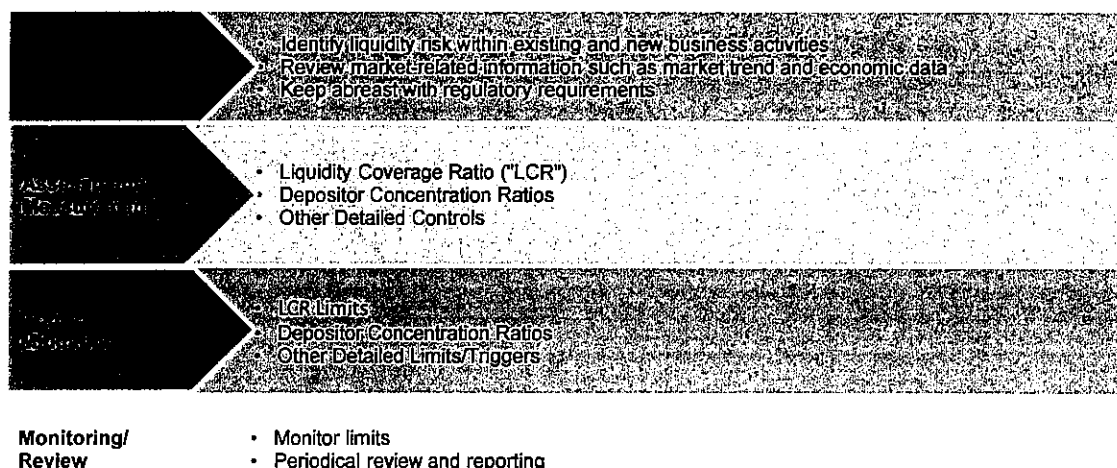 • Identify liquidity risk within existing and new business activities
• Review market-related information such as market trend and economic data
• Keep abreast with regulatory requirements
• Liquidity Coverage Ratio ("LCR")
• Depositor Concentration Ratios
• Other Detailed Controls
• LCR Limits
• Depositor Concentration Ratios
• Other Detailed Limits/Triggers
Monitoring/
Review
• Monitor limits
• Periodical review and reporting